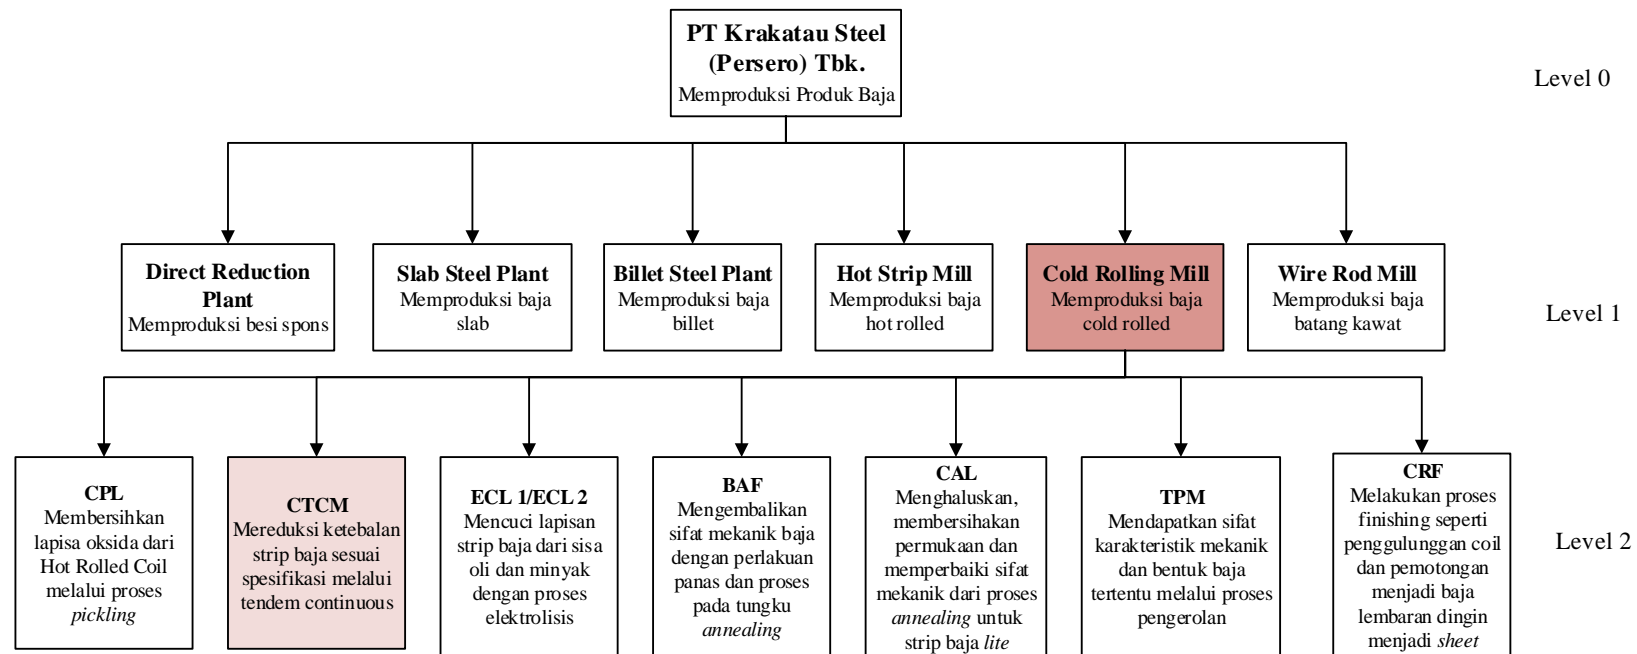 PT Krakatau Steel
(Persero) Tbk.
Memproduksi Produk Baja
Level 0
Direct Reduction
Plant
Memproduksi besi spons
Slab Steel Plant
Memproduksi baja
slab
Billet Steel Plant
Memproduksi baja
billet
Hot Strip Mill
Memproduksi baja
hot rolled
Cold Rolling Mill
Memproduksi baja
cold rolled
Wire Rod Mill
Memproduksi baja
batang kawat
Level 1
CPL
Membersihkan
lapisa oksida dari
Hot Rolled Coil
melalui proses
pickling
CTCM
Mereduksi ketebalan
strip baja sesuai
spesifikasi melalui
tendem continuous
ECL 1/ECL 2
Mencuci lapisan
strip baja dari sisa
oli dan minyak
dengan proses
elektrolisis
BAF
Mengembalikan
sifat mekanik baja
dengan perlakuan
panas dan proses
pada tungku
annealing
CAL
Menghaluskan,
membersihakan
permukaan dan
memperbaiki sifat
mekanik dari proses
annealing untuk
strip baja lite
TPM
Mendapatkan sifat
karakteristik mekanik
dan bentuk baja
tertentu melalui proses
pengerolan
CRF
Melakukan proses
finishing seperti
penggulunggan coil
dan pemotongan
menjadi baja
lembaran dingin
menjadi sheet
Level 2